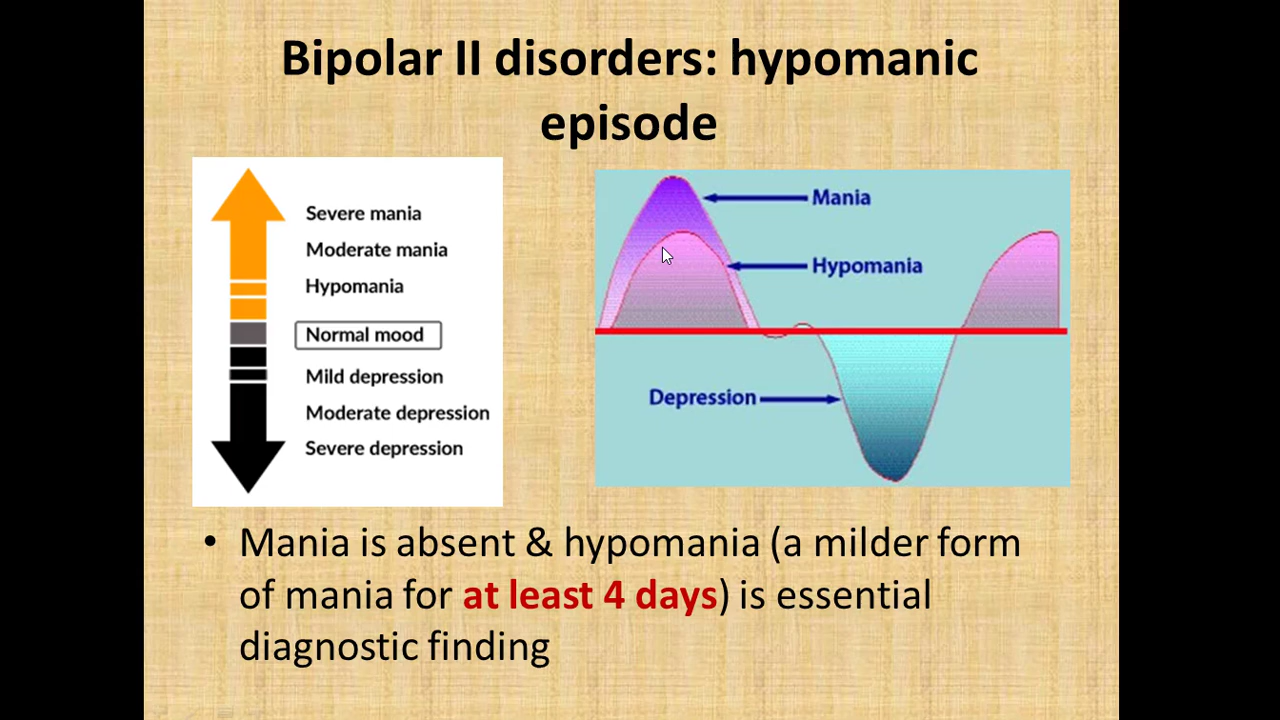 Bipolar II disorders: hypomanic
episode
Severe mania
Moderate mania
Hypomania
Normal mood
Mild depression
Moderate depression
Severe depression
Mania
Hypomania
Depression
• Mania is absent & hypomania (a milder form
of mania for at least 4 days) is essential
diagnostic finding